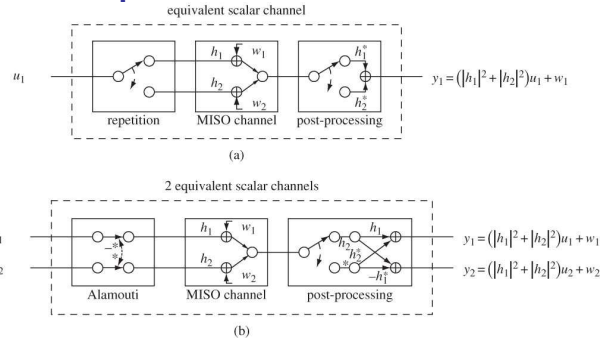 equivalent scalar channel
u₁
h₁
w₁
h₂
w₂
h₁*
h₂*
y₁ = (|h₁|² + |h₂|²)u₁ + w₁
repetition
MISO channel
post-processing
(a)
2 equivalent scalar channels
1
2
–*
*
h₁
w₁
h₂
w₂
h₂
*
h₁
h₂*
–h₁*
y₁ = (|h₁|² + |h₂|²)u₁ + w₁
y₂ = (|h₁|² + |h₂|²)u₂ + w₂
Alamouti
MISO channel
post-processing
(b)